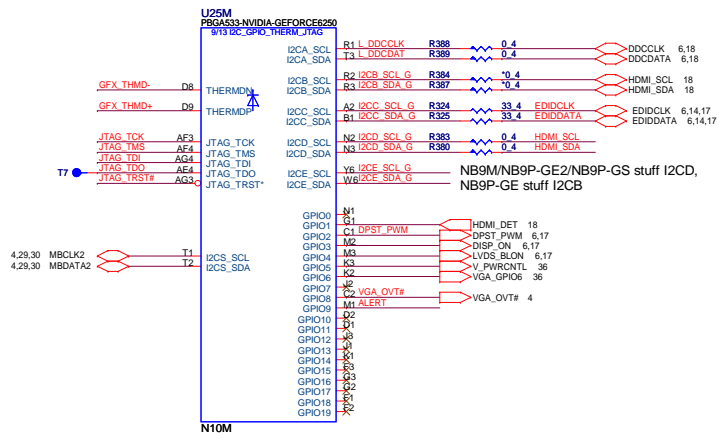 U25M
PBGA533-NVIDIA-GEFORCE6250
9/13 I2C_GPIO_THERM_JTAG
I2CA_SCL R1 L_DDCCLK R388 0_4 DDCCLK 6,18
I2CA_SDA T3 L_DDCDAT R389 0_4 DDCDATA 6,18
I2CB_SCL R2 I2CB_SCL_G R384 *0_4 HDMI_SCL 18
I2CB_SDA R3 I2CB_SDA_G R387 *0_4 HDMI_SDA 18
GFX_THMD- D8 THERMDN
GFX_THMD+ D9 THERMDP
I2CC_SCL A2 I2CC_SCL_G R324 33_4 EDIDCLK EDIDCLK 6,14,17
I2CC_SDA B1 I2CC_SDA_G R325 33_4 EDIDDATA EDIDDATA 6,14,17
JTAG_TCK AF3 JTAG_TCK I2CD_SCL N2 I2CD_SCL_G R383 0_4 HDMI_SCL
JTAG_TMS AF4 JTAG_TMS I2CD_SDA N3 I2CD_SDA_G R380 0_4 HDMI_SDA
JTAG_TDI AG4 JTAG_TDI
T7 JTAG_TDO AE4 JTAG_TDO I2CE_SCL Y6 I2CE_SCL_G
JTAG_TRST# AG3 JTAG_TRST* I2CE_SDA W6 I2CE_SDA_G
NB9M/NB9P-GE2/NB9P-GS stuff I2CD,
NB9P-GE stuff I2CB
GPIO0 N1
GPIO1 G1 HDMI_DET 18
GPIO2 C1 DPST_PWM DPST_PWM 6,17
GPIO3 M2 DISP_ON 6,17
4,29,30 MBCLK2 T1 I2CS_SCL GPIO4 M3 LVDS_BLON 6,17
4,29,30 MBDATA2 T2 I2CS_SDA GPIO5 K3 V_PWRCNTL 36
GPIO6 K2 VGA_GPIO6 36
GPIO7 J2
GPIO8 C2 VGA_OVT# VGA_OVT# 4
GPIO9 M1 ALERT
GPIO10 D2
GPIO11 D1
GPIO12 J3
GPIO13 J1
GPIO14 K1
GPIO15 F3
GPIO16 G3
GPIO17 G2
GPIO18 F1
GPIO19 F2
N10M